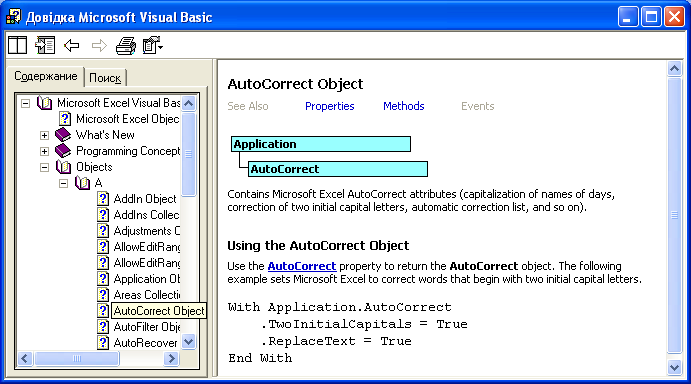 Довідка Microsoft Visual Basic
Содержание
Поиск
Microsoft Excel Visual Bas
Microsoft Excel Objec
What's New
Programming Concept
Objects
A
AddIn Object
AddIns Collec
Adjustments C
AllowEditRang
AllowEditRang
Application Ob
Areas Collectio
AutoCorrect Object
AutoFilter Obje
AutoRecover
AutoCorrect Object
See Also Properties Methods Events
Application
AutoCorrect
Contains Microsoft Excel AutoCorrect attributes (capitalization of names of days,
correction of two initial capital letters, automatic correction list, and so on).
Using the AutoCorrect Object
Use the AutoCorrect property to return the AutoCorrect object. The following
example sets Microsoft Excel to correct words that begin with two initial capital letters.
With Application.AutoCorrect
.TwoInitialCapitals = True
.ReplaceText = True
End With